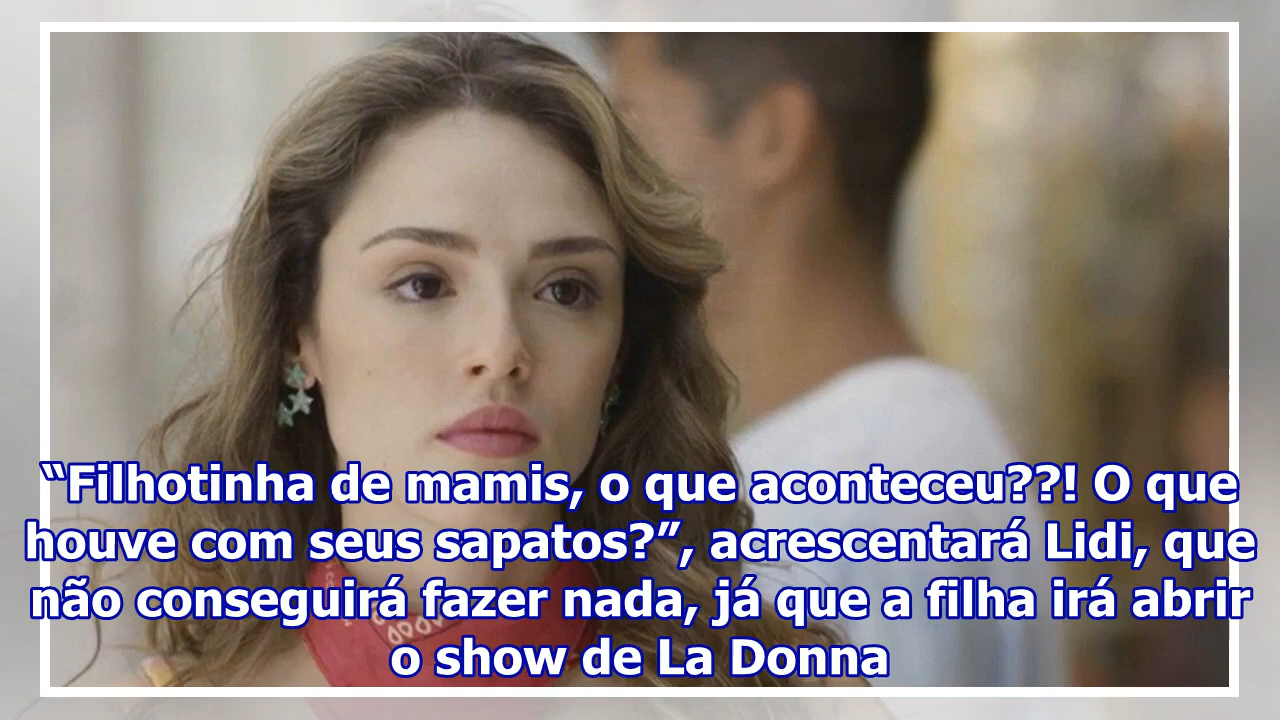 “Filhotinha de mamis, o que aconteceu??! O que
houve com seus sapatos?”, acrescentará Lidi, que
não conseguirá fazer nada, já que a filha irá abrir
o show de La Donna